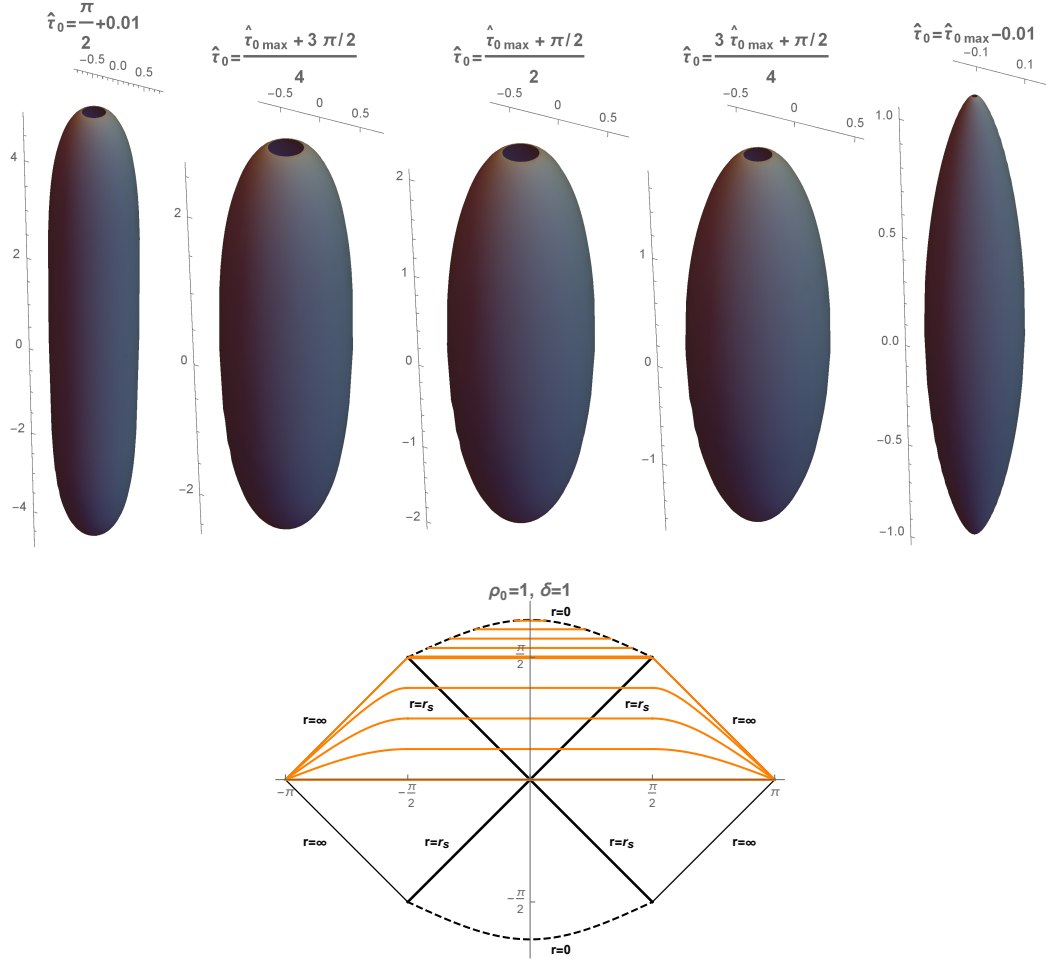 τ̂₀=π/2+0.01
−0.5 0.0 0.5
4
2
0
−2
−4
τ̂₀=(τ̂₀ max + 3 π/2)/4
−0.5 0 0.5
2
0
−2
τ̂₀=(τ̂₀ max + π/2)/2
−0.5 0 0.5
2
1
0
−1
−2
τ̂₀=(3 τ̂₀ max + π/2)/4
−0.5 0 0.5
1
0
−1
τ̂₀=τ̂₀ max−0.01
−0.1 0.1
1.0
0.5
0.0
−0.5
−1.0
ρ₀=1, δ=1
r=0
π/2
r=∞ r=rₛ r=rₛ r=∞
−π −π/2 π/2 π
r=∞ r=rₛ r=rₛ r=∞
−π/2
r=0